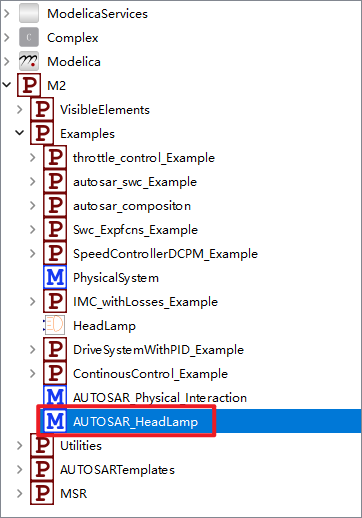 ModelicaServices
C Complex
m Modelica
P M2
P VisibleElements
P Examples
P throttle_control_Example
P autosar_swc_Example
P autosar_compositon
P Swc_Expfcns_Example
P SpeedControllerDCPM_Example
M PhysicalSystem
P IMC_withLosses_Example
HeadLamp
P DriveSystemWithPID_Example
P ContinousControl_Example
M AUTOSAR_Physical_Interaction
M AUTOSAR_HeadLamp
P Utilities
P AUTOSARTemplates
P MSR